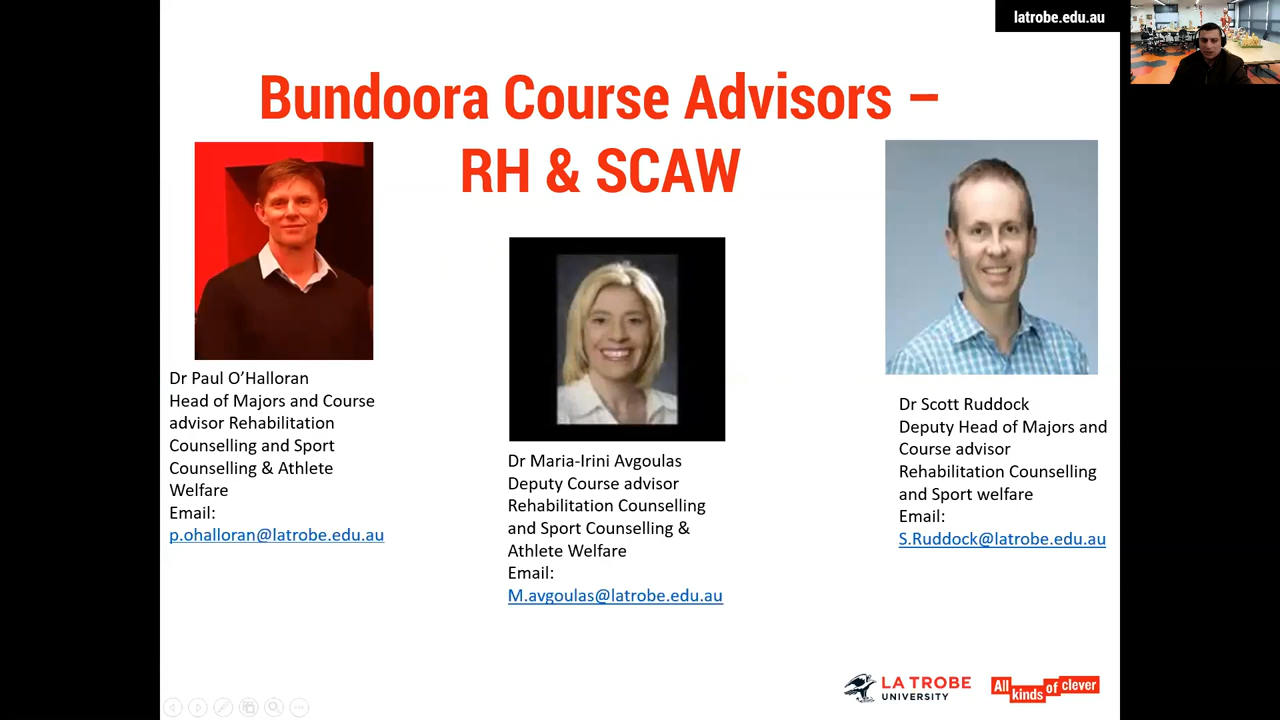 latrobe.edu.au
Bundoora Course Advisors –
RH & SCAW
Dr Paul O’Halloran
Head of Majors and Course
advisor Rehabilitation
Counselling and Sport
Counselling & Athlete
Welfare
Email:
p.ohalloran@latrobe.edu.au
Dr Maria-Irini Avgoulas
Deputy Course advisor
Rehabilitation Counselling
and Sport Counselling &
Athlete Welfare
Email:
M.avgoulas@latrobe.edu.au
Dr Scott Ruddock
Deputy Head of Majors and
Course advisor
Rehabilitation Counselling
and Sport welfare
Email:
S.Ruddock@latrobe.edu.au
LA TROBE
UNIVERSITY
All kinds of clever